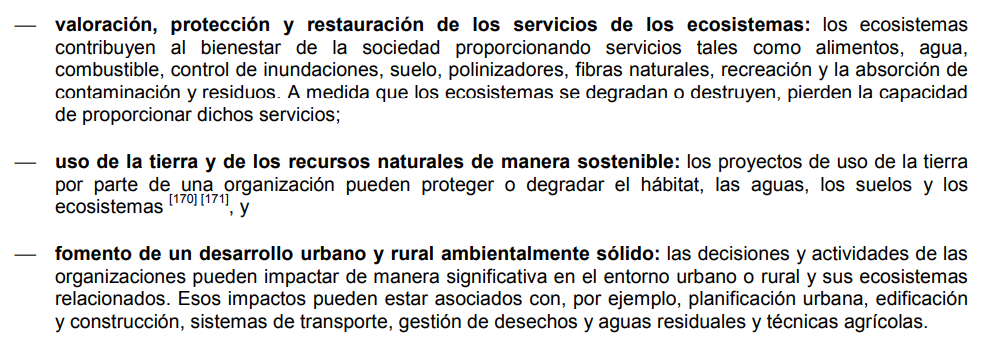 — valoración, protección y restauración de los servicios de los ecosistemas: los ecosistemas
contribuyen al bienestar de la sociedad proporcionando servicios tales como alimentos, agua,
combustible, control de inundaciones, suelo, polinizadores, fibras naturales, recreación y la absorción de
contaminación y residuos. A medida que los ecosistemas se degradan o destruyen, pierden la capacidad
de proporcionar dichos servicios;
— uso de la tierra y de los recursos naturales de manera sostenible: los proyectos de uso de la tierra
por parte de una organización pueden proteger o degradar el hábitat, las aguas, los suelos y los
ecosistemas [170] [171], y
— fomento de un desarrollo urbano y rural ambientalmente sólido: las decisiones y actividades de las
organizaciones pueden impactar de manera significativa en el entorno urbano o rural y sus ecosistemas
relacionados. Esos impactos pueden estar asociados con, por ejemplo, planificación urbana, edificación
y construcción, sistemas de transporte, gestión de desechos y aguas residuales y técnicas agrícolas.